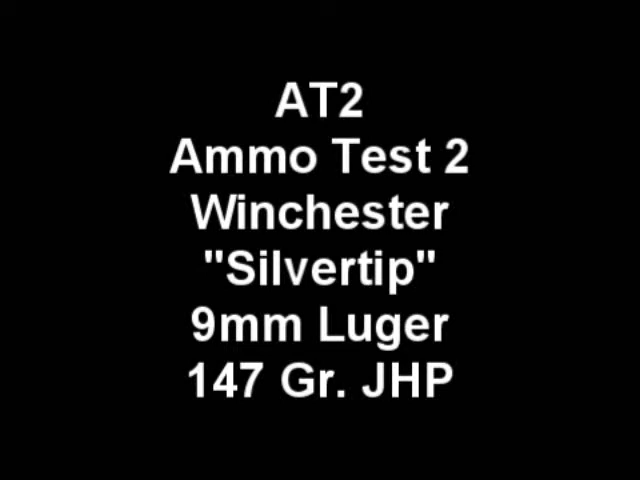 AT2
Ammo Test 2
Winchester
"Silvertip"
9mm Luger
147 Gr. JHP